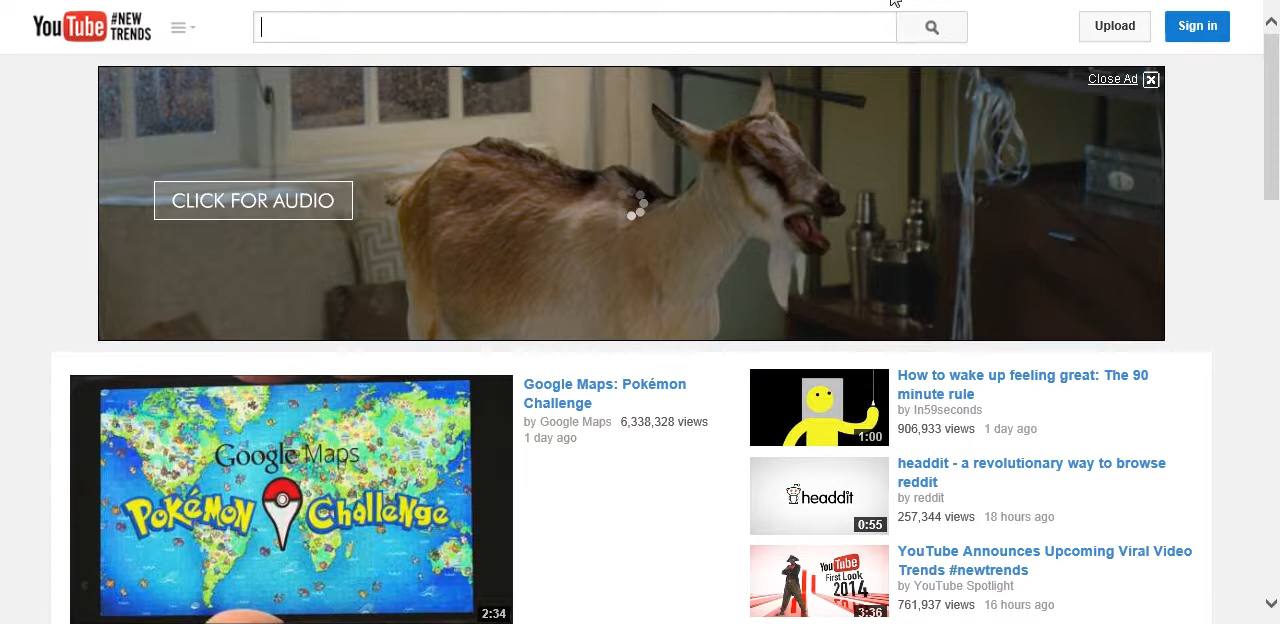 YouTube #NEW TRENDS
Upload
Sign in
Close Ad
CLICK FOR AUDIO
Google Maps
Pokémon Challenge
2:34
Google Maps: Pokémon
Challenge
by Google Maps 6,338,328 views
1 day ago
1:00
How to wake up feeling great: The 90
minute rule
by In59seconds
906,933 views 1 day ago
headdit
0:55
headdit - a revolutionary way to browse
reddit
by reddit
257,344 views 18 hours ago
YouTube
First Look
2014
3:36
YouTube Announces Upcoming Viral Video
Trends #newtrends
by YouTube Spotlight
761,937 views 16 hours ago